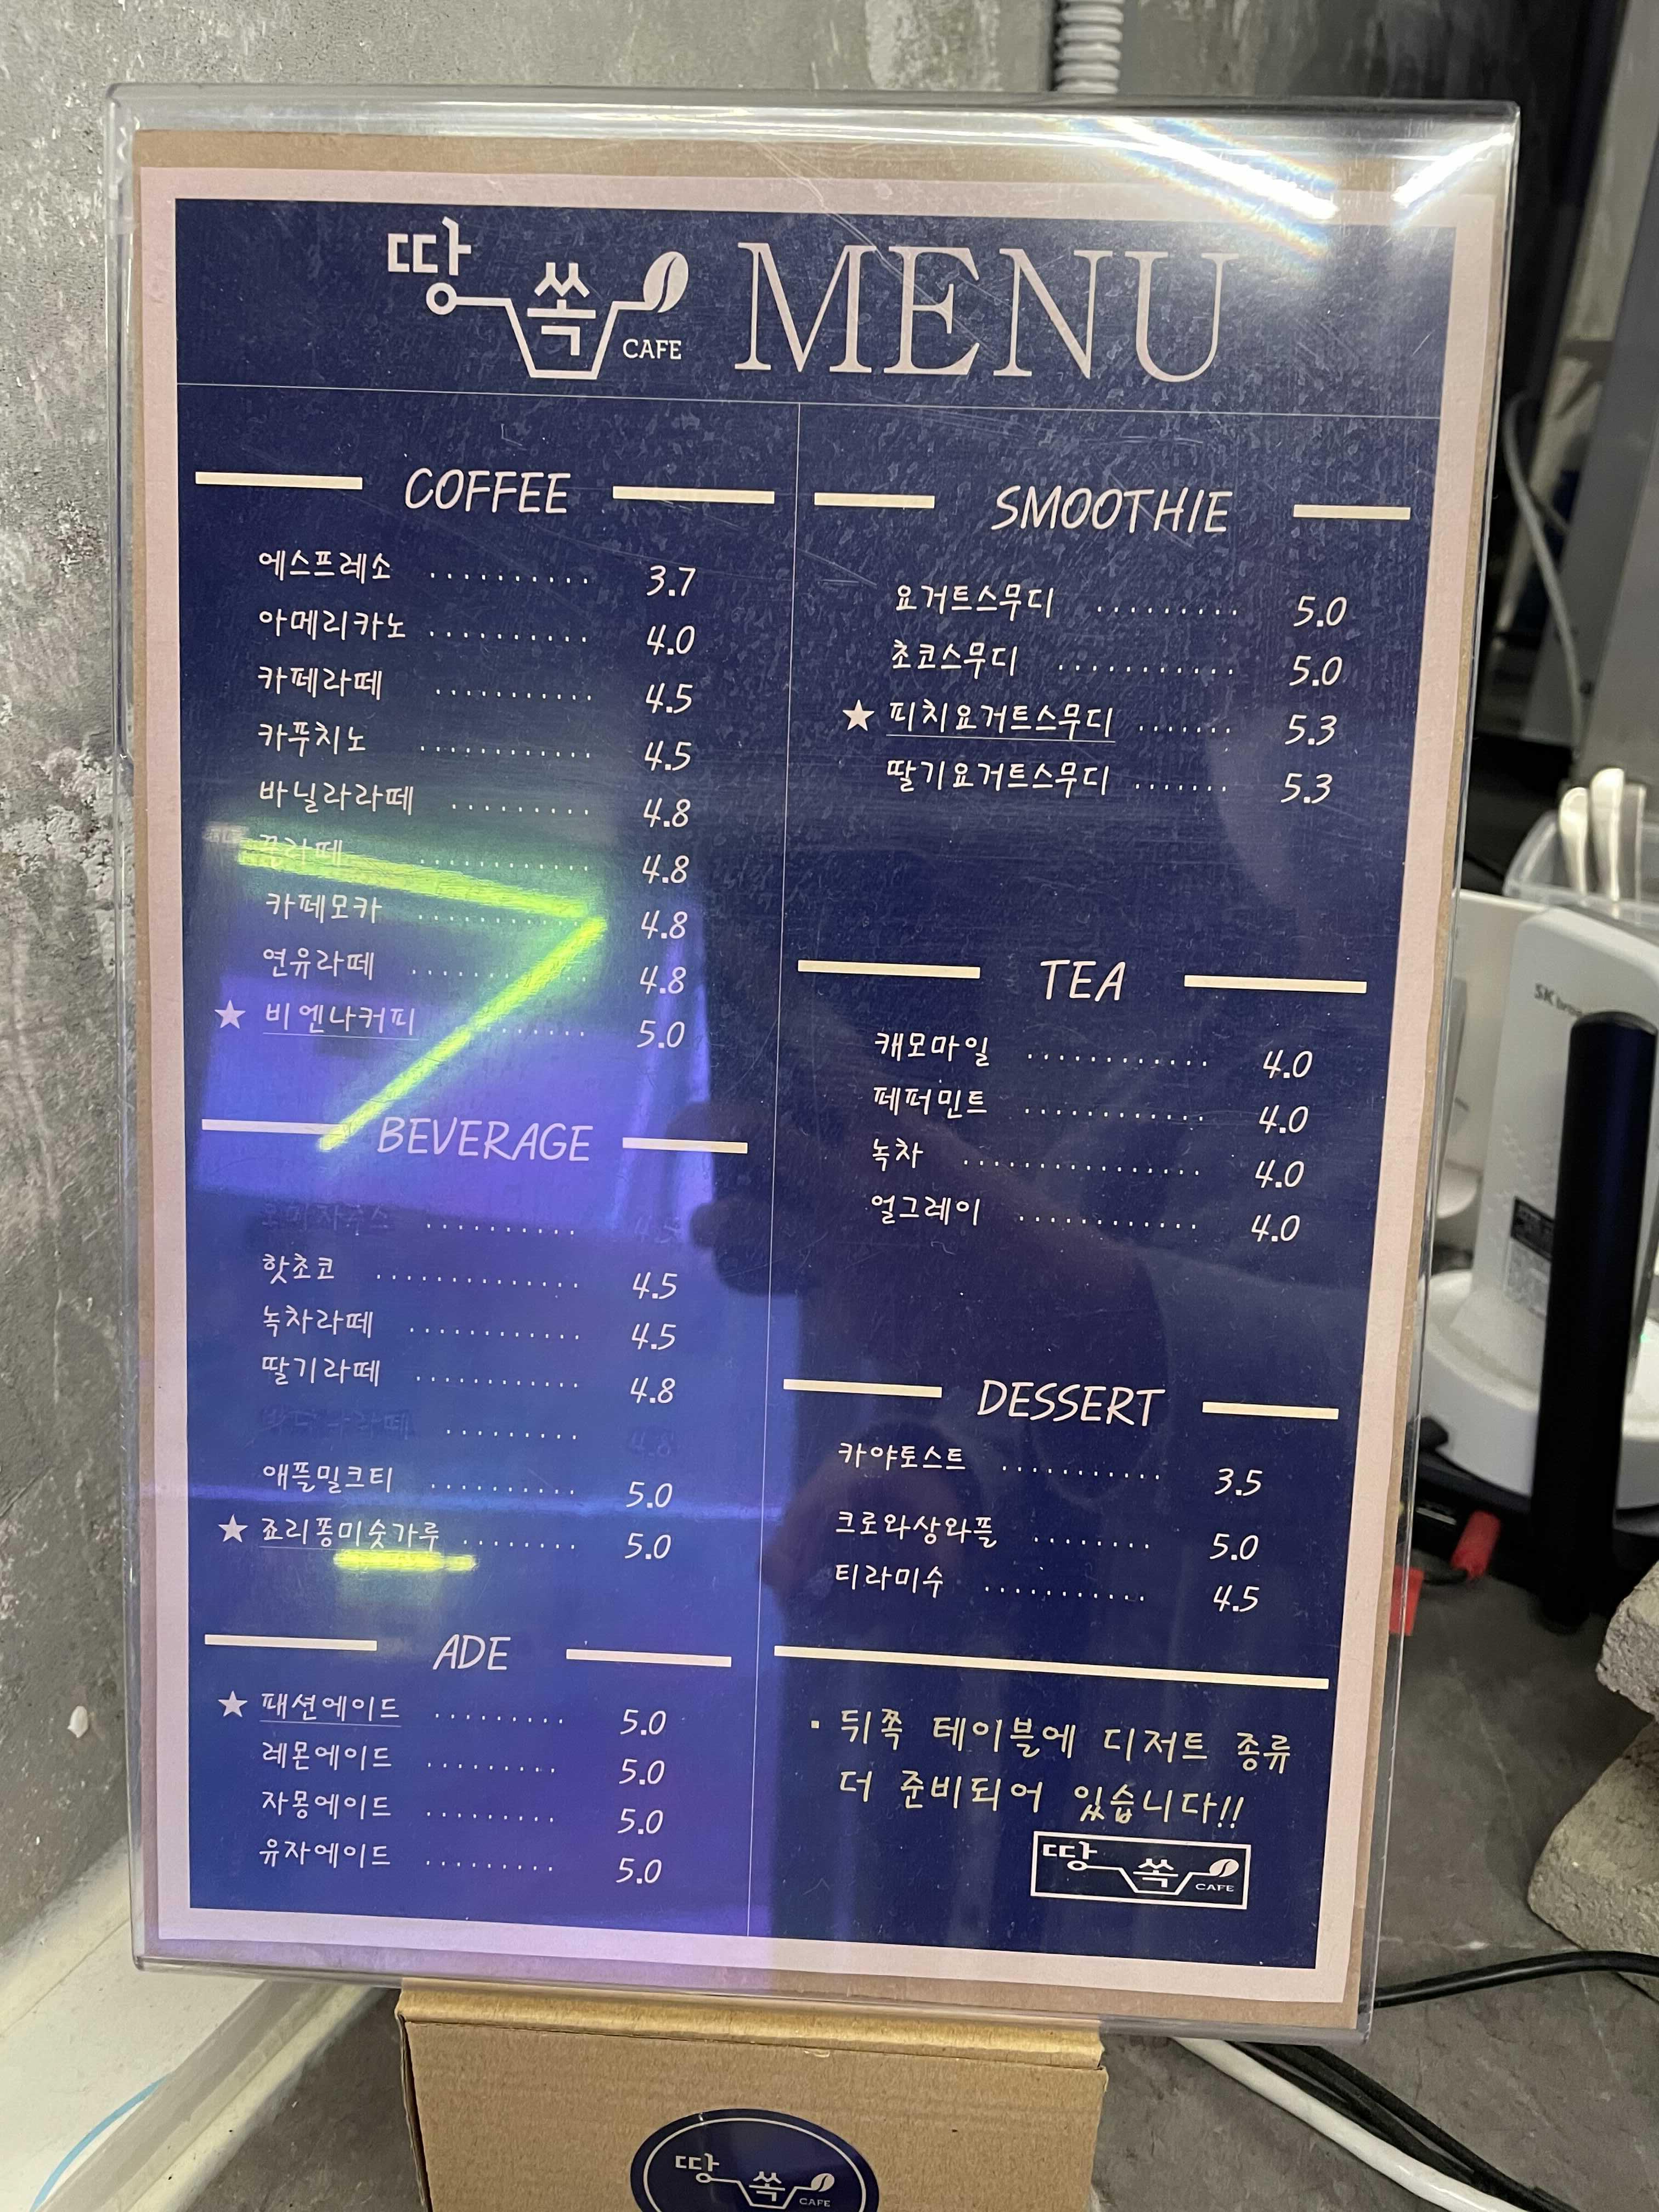 땅쏙 CAFE MENU
COFFEE
에스프레소 .......... 3.7
아메리카노 .......... 4.0
카페라떼 .......... 4.5
카푸치노 ........... 4.5
바닐라라떼 ......... 4.8
꿀라떼 ........... 4.8
카페모카 ........... 4.8
연유라떼 ........... 4.8
★ 비엔나커피 ......... 5.0
BEVERAGE
핫초코 .............. 4.5
녹차라떼 ............ 4.5
딸기라떼 ............ 4.8
애플밀크티 .......... 5.0
★ 죠리퐁미숫가루 ........ 5.0
ADE
★ 패션에이드 ......... 5.0
레몬에이드 ......... 5.0
자몽에이드 ......... 5.0
유자에이드 ......... 5.0
SMOOTHIE
요거트스무디 ......... 5.0
초코스무디 ........... 5.0
★ 피치요거트스무디 ....... 5.3
딸기요거트스무디 ....... 5.3
TEA
캐모마일 ............ 4.0
페퍼민트 ............ 4.0
녹차 ................ 4.0
얼그레이 ............ 4.0
DESSERT
카야토스트 ........... 3.5
크로와상와플 ........ 5.0
티라미수 ........... 4.5
· 뒤쪽 테이블에 디저트 종류
더 준비되어 있습니다!!
땅쏙 CAFE
땅쏙 CAFE